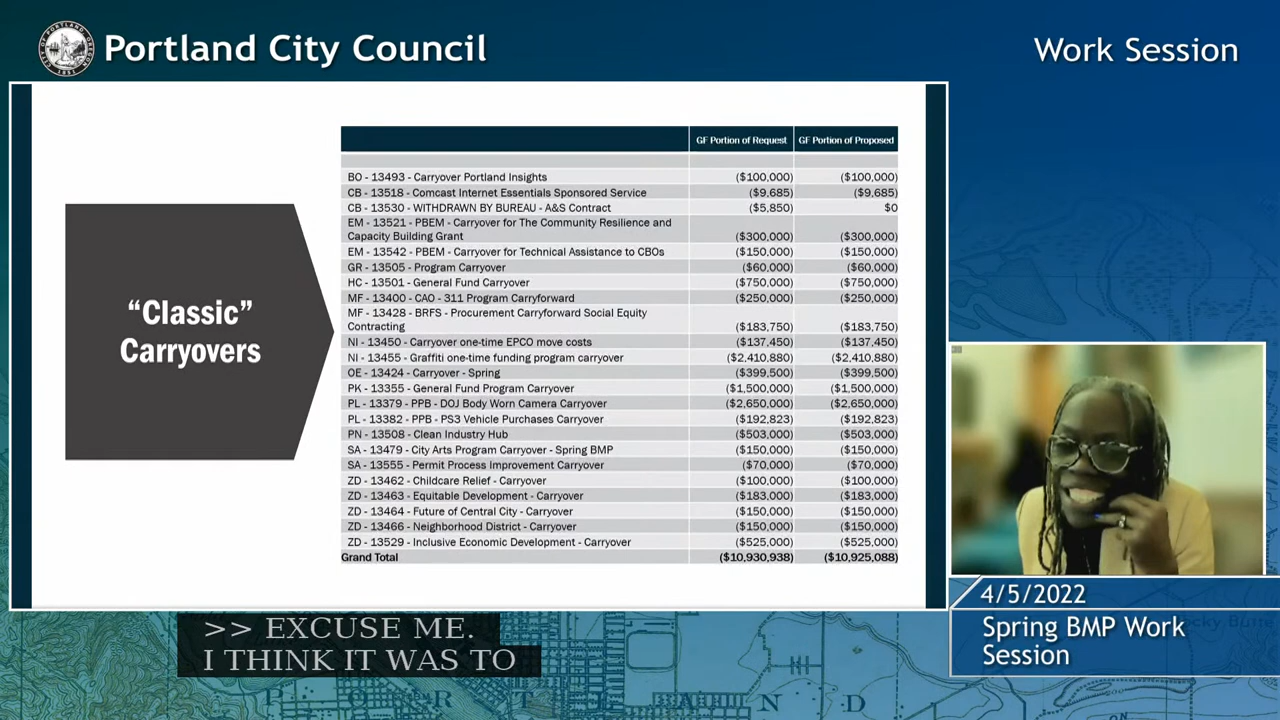 Portland City Council
Work Session
"Classic"
Carryovers
GF Portion of Request GF Portion of Proposed
BO - 13493 - Carryover Portland Insights ($100,000) ($100,000)
CB - 13518 - Comcast Internet Essentials Sponsored Service ($9,685) ($9,685)
CB - 13530 - WITHDRAWN BY BUREAU - A&S Contract ($5,850) $0
EM - 13521 - PBEM - Carryover for The Community Resilience and
Capacity Building Grant ($300,000) ($300,000)
EM - 13542 - PBEM - Carryover for Technical Assistance to CBOs ($150,000) ($150,000)
GR - 13505 - Program Carryover ($60,000) ($60,000)
HC - 13501 - General Fund Carryover ($750,000) ($750,000)
MF - 13400 - CAO - 311 Program Carryforward ($250,000) ($250,000)
MF - 13428 - BRFS - Procurement Carryforward Social Equity
Contracting ($183,750) ($183,750)
NI - 13450 - Carryover one-time EPCO move costs ($137,450) ($137,450)
NI - 13455 - Graffiti one-time funding program carryover ($2,410,880) ($2,410,880)
OE - 13424 - Carryover - Spring ($399,500) ($399,500)
PK - 13355 - General Fund Program Carryover ($1,500,000) ($1,500,000)
PL - 13379 - PPB - DOJ Body Worn Camera Carryover ($2,650,000) ($2,650,000)
PL - 13382 - PPB - PS3 Vehicle Purchases Carryover ($192,823) ($192,823)
PN - 13508 - Clean Industry Hub ($503,000) ($503,000)
SA - 13479 - City Arts Program Carryover - Spring BMP ($150,000) ($150,000)
SA - 13555 - Permit Process Improvement Carryover ($70,000) ($70,000)
ZD - 13462 - Childcare Relief - Carryover ($100,000) ($100,000)
ZD - 13463 - Equitable Development - Carryover ($183,000) ($183,000)
ZD - 13464 - Future of Central City - Carryover ($150,000) ($150,000)
ZD - 13466 - Neighborhood District - Carryover ($150,000) ($150,000)
ZD - 13529 - Inclusive Economic Development - Carryover ($525,000) ($525,000)
Grand Total ($10,930,938) ($10,925,088)
4/5/2022
Spring BMP Work
Session
>> EXCUSE ME.
I THINK IT WAS TO
P O R T L A N D